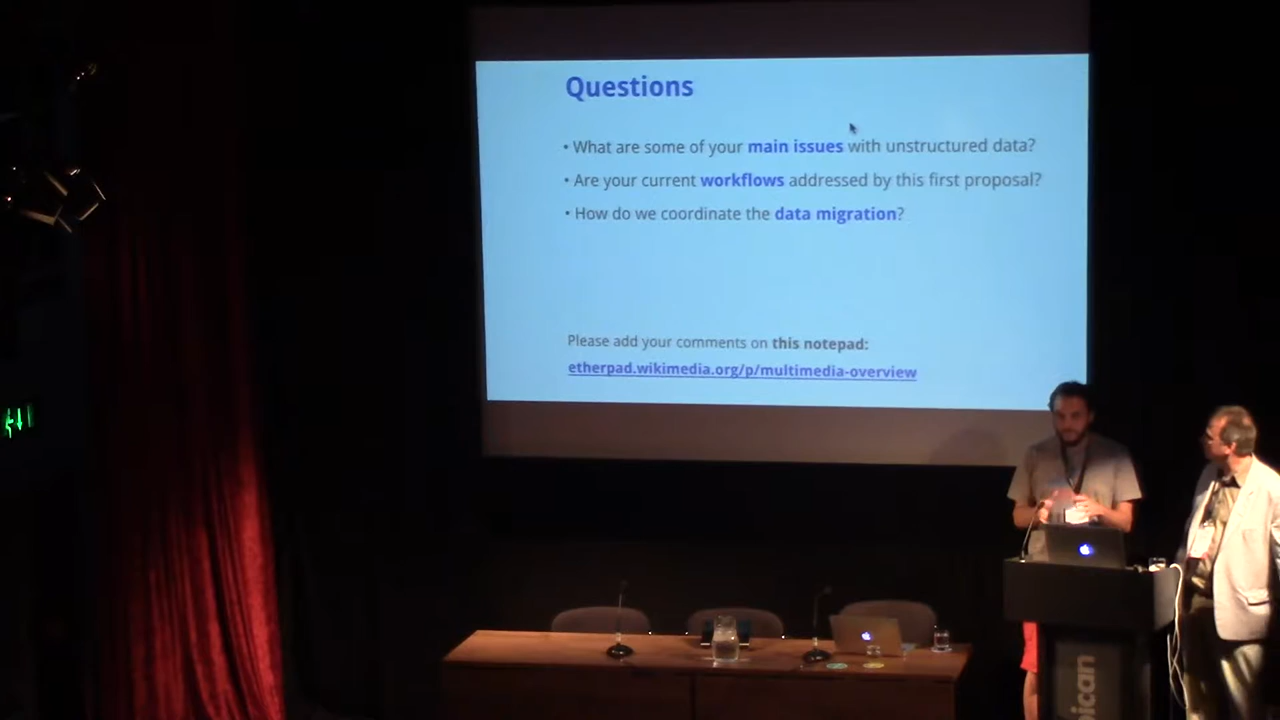 Questions
• What are some of your main issues with unstructured data?
• Are your current workflows addressed by this first proposal?
• How do we coordinate the data migration?
Please add your comments on this notepad:
etherpad.wikimedia.org/p/multimedia-overview
bican